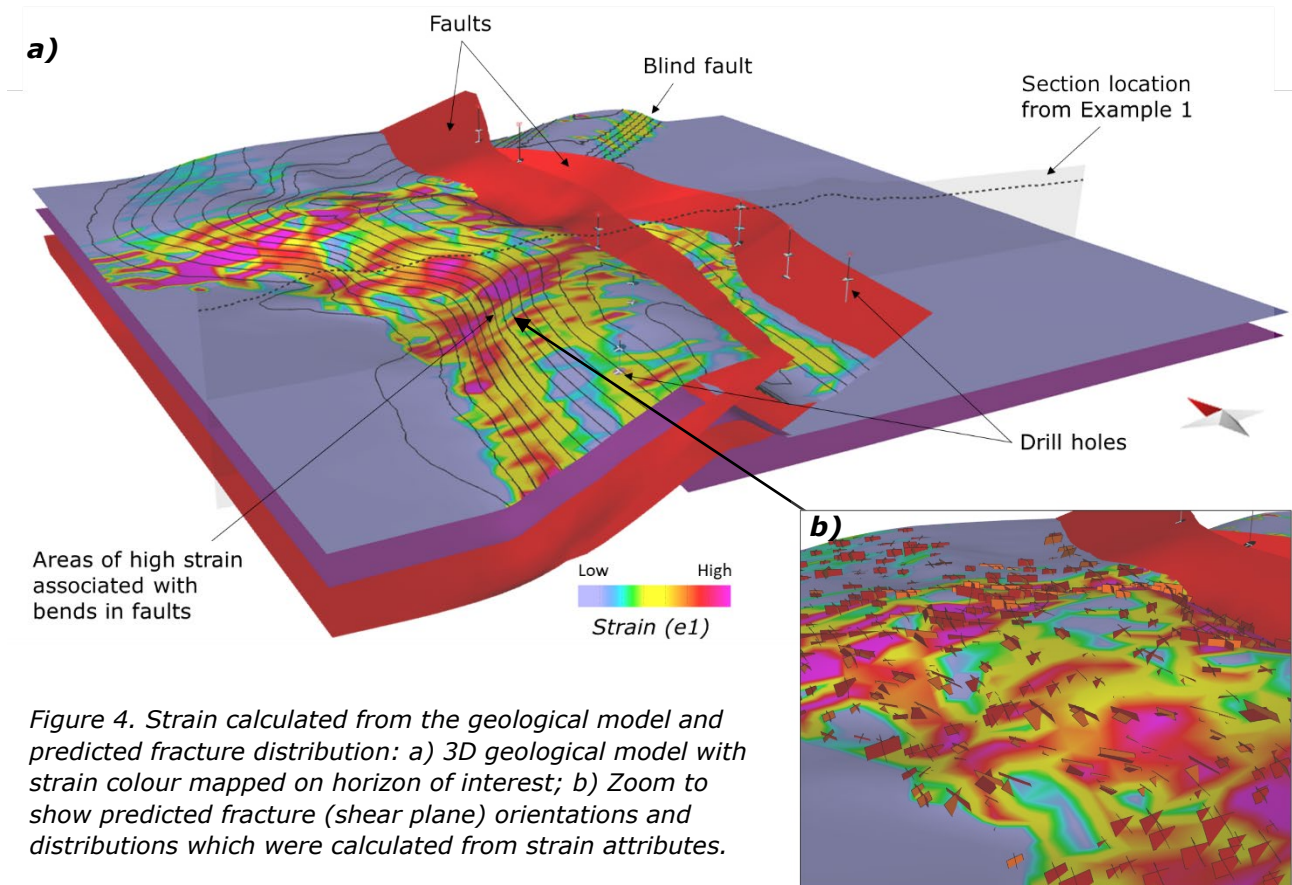 a)
Faults
Blind fault
Section location
from Example 1
Drill holes
Areas of high strain
associated with
bends in faults
Low
High
Strain (e1)
b)
Figure 4. Strain calculated from the geological model and
predicted fracture distribution: a) 3D geological model with
strain colour mapped on horizon of interest; b) Zoom to
show predicted fracture (shear plane) orientations and
distributions which were calculated from strain attributes.